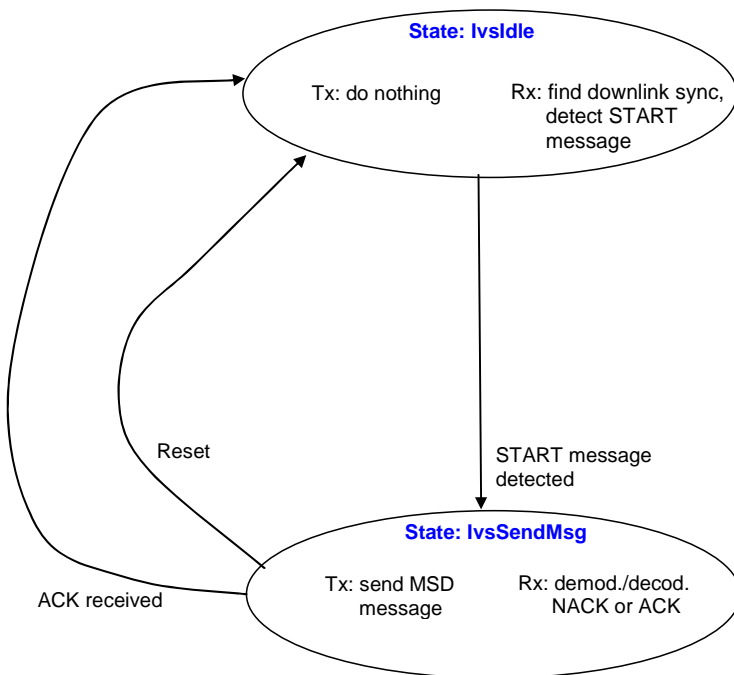 State: IvsIdle
Tx: do nothing
Rx: find downlink sync,
detect START
message
Reset
START message
detected
State: IvsSendMsg
Tx: send MSD
message
Rx: demod./decod.
NACK or ACK
ACK received